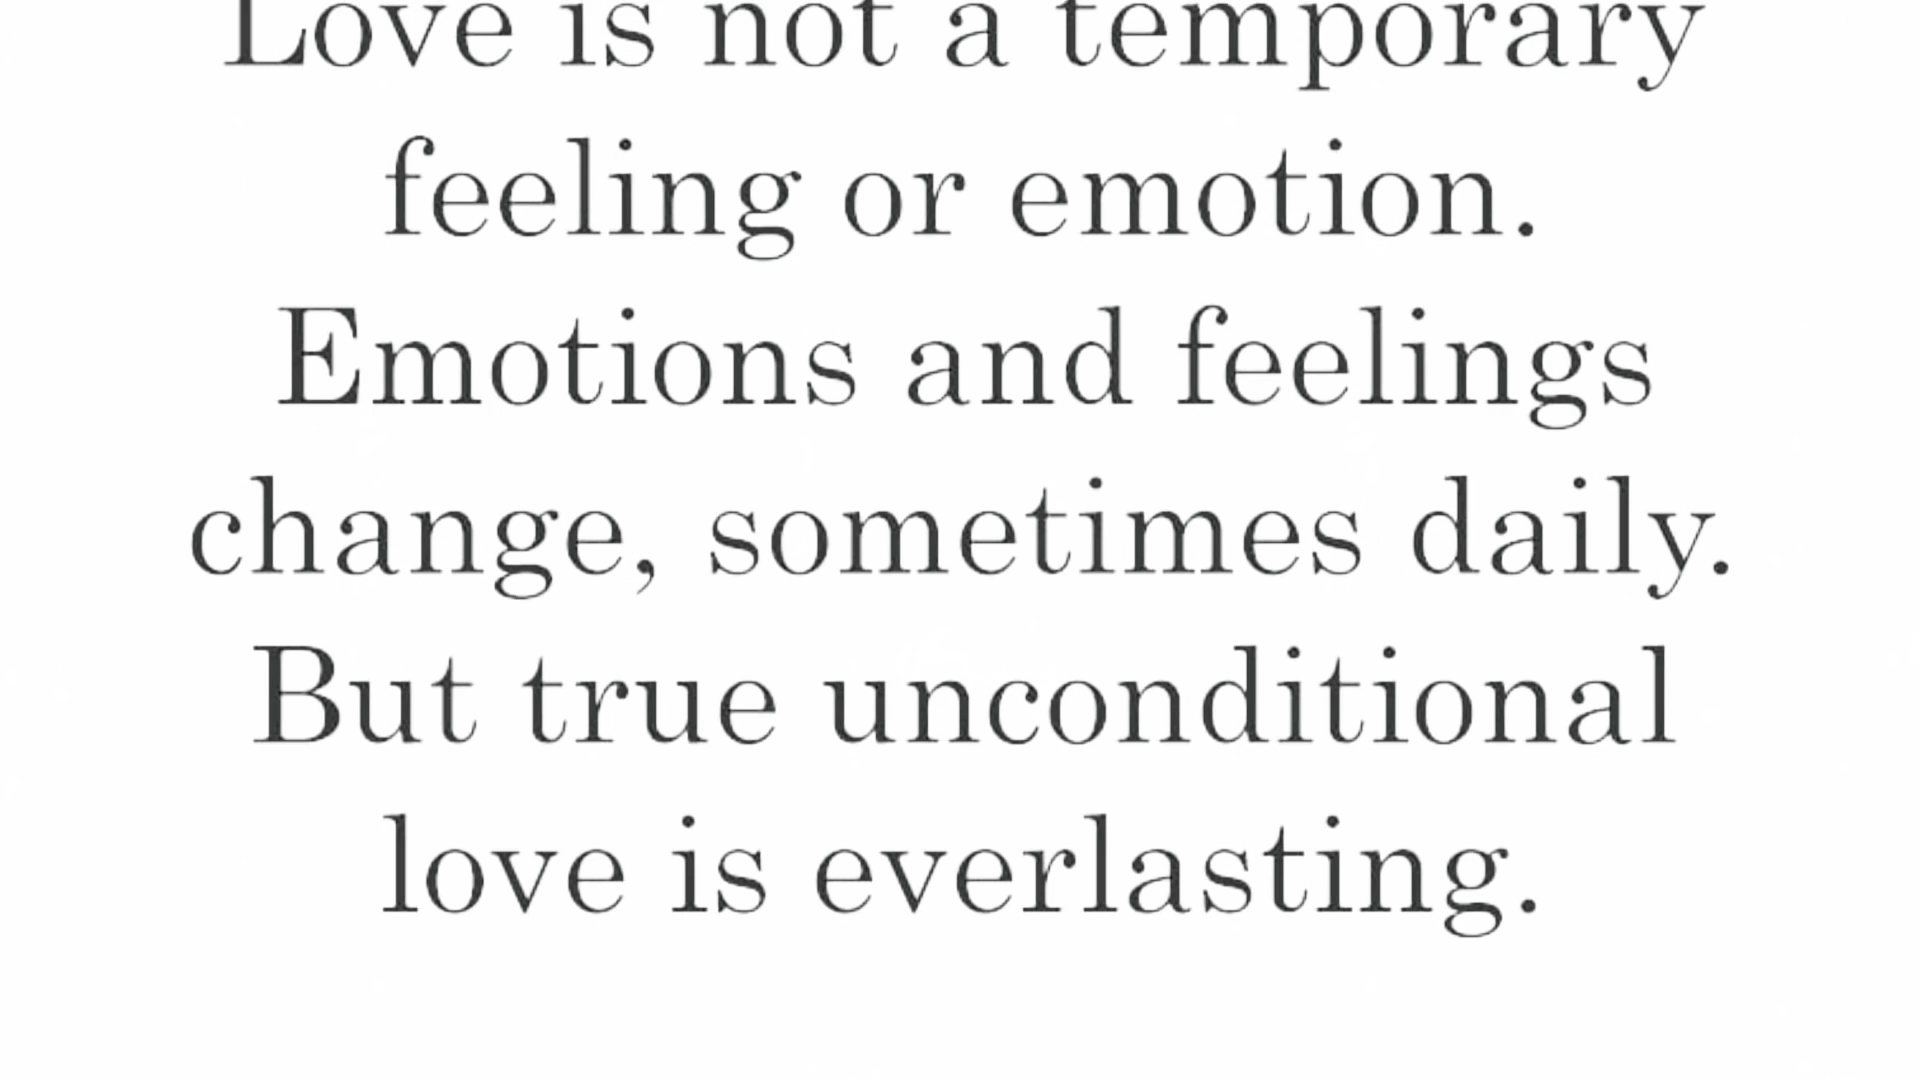 Love is not a temporary
feeling or emotion.
Emotions and feelings
change, sometimes daily.
But true unconditional
love is everlasting.